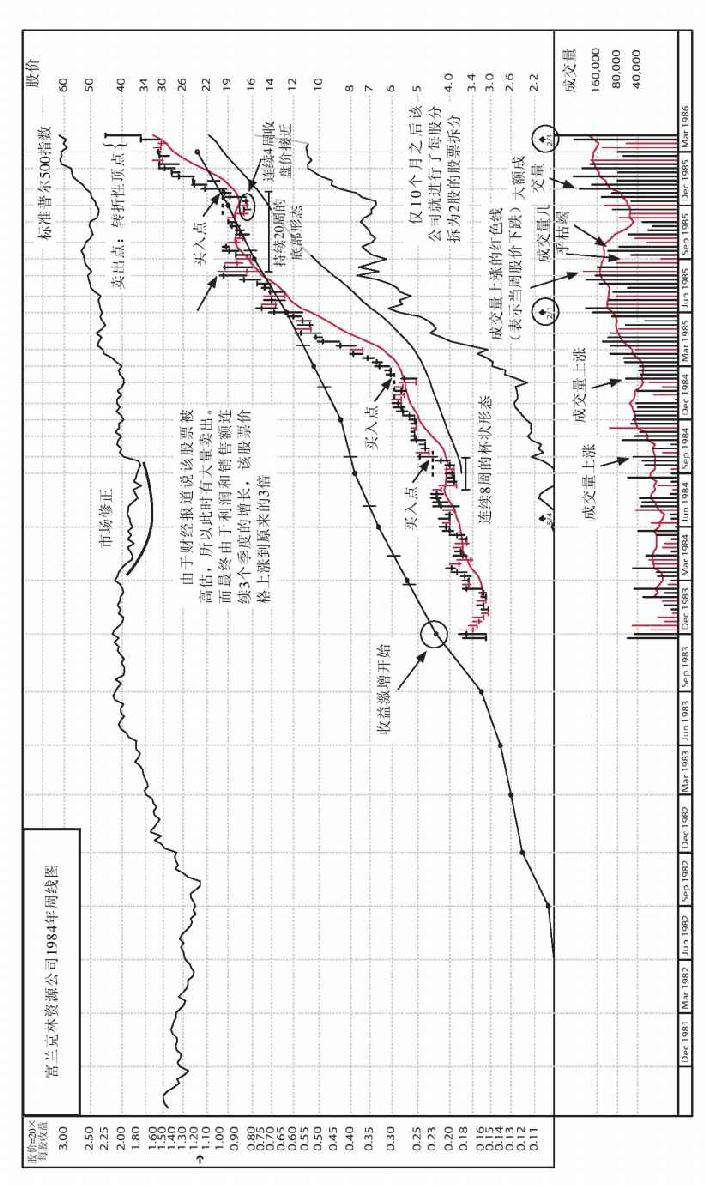 富兰克林资源公司1984年周线图
股价
60
50
40
34
30
26
22
19
16
14
12
10
8
7
6
5
4.0
3.4
3.0
2.6
2.2
成交量
160,000
80,000
40,000
标准普尔500指数
卖出点：转折性顶点
买入点
连续4周收
盘价接近
持续20周的
底部形态
仅10个月之后该
公司就进行了每股分
拆为2股的股票拆分
市场修正
由于财经报道说该股票被
高估，所以此时有大量卖出。
而最终由于利润和销售额连
续3个季度的增长，该股票价
格上涨到原来的3倍
买入点
买入点
连续8周的杯状形态
收益激增开始
成交量上涨的红色线
（表示当周股价下跌）
大额成
交量
成交量几
乎枯竭
成交量上涨
成交量上涨
股价=20×
每股收益
3.00
2.50
2.25
2.00
1.80
1.60
1.50
1.40
1.30
1.20
1.10
1.00
0.90
0.80
0.75
0.70
0.65
0.60
0.55
0.50
0.45
0.40
0.35
0.30
0.25
0.23
0.20
0.18
0.16
0.15
0.14
0.13
0.12
0.11
Dec 1981
Mar 1982
Jun 1982
Sep 1982
Dec 1982
Mar 1983
Jun 1983
Sep 1983
Dec 1983
Mar 1984
Jun 1984
Sep 1984
Dec 1984
Mar 1985
Jun 1985
Sep 1985
Dec 1985
Mar 1986